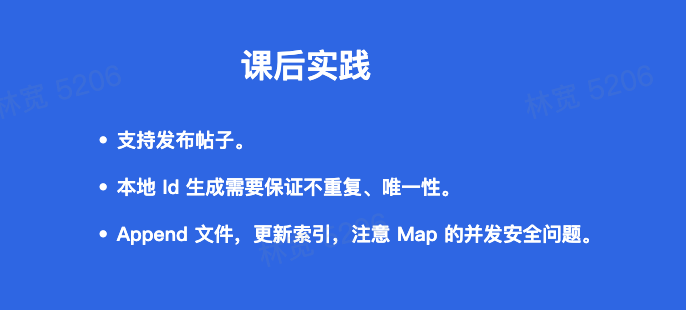 课后实践
林宽 5206
林宽 5206
• 支持发布帖子。
• 本地 Id 生成需要保证不重复、唯一性。
• Append 文件，更新索引，注意 Map 的并发安全问题。
林宽 5206